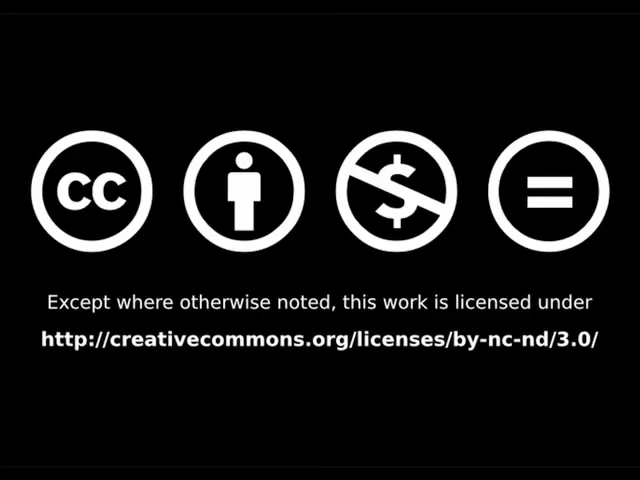 cc
$
=
Except where otherwise noted, this work is licensed under
http://creativecommons.org/licenses/by-nc-nd/3.0/